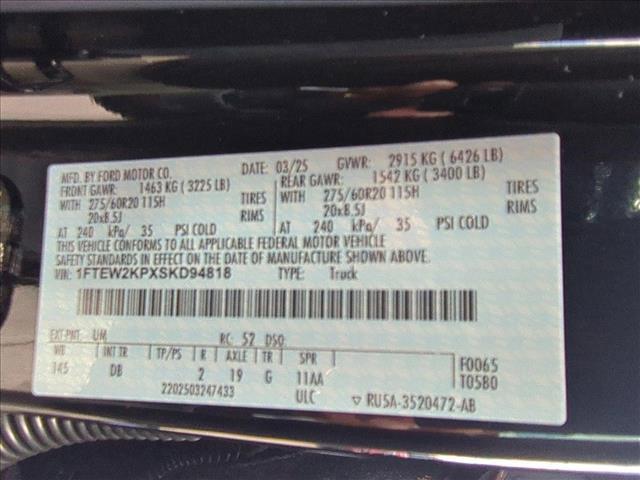 MFD. BY FORD MOTOR CO.
DATE: 03/25 GVWR: 2915 KG ( 6426 LB)
FRONT GAWR: 1463 KG ( 3225 LB)
REAR GAWR: 1542 KG ( 3400 LB)
WITH 275/60R20 115H TIRES
WITH 275/60R20 115H TIRES
20x8.5J RIMS
20x8.5J RIMS
AT 240 kPa/ 35 PSI COLD
AT 240 kPa/ 35 PSI COLD
THIS VEHICLE CONFORMS TO ALL APPLICABLE FEDERAL MOTOR VEHICLE
SAFETY STANDARDS IN EFFECT ON THE DATE OF MANUFACTURE SHOWN ABOVE.
VIN: 1FTEW2KPXSKD94818 TYPE: Truck
EXT-PNT: UM RC: 52 DSO:
WB INT TR TP/PS R AXLE TR SPR
145 DB 2 19 G 11AA
F0065
T0580
2202503247433
ULC
▽ RU5A-3520472-AB